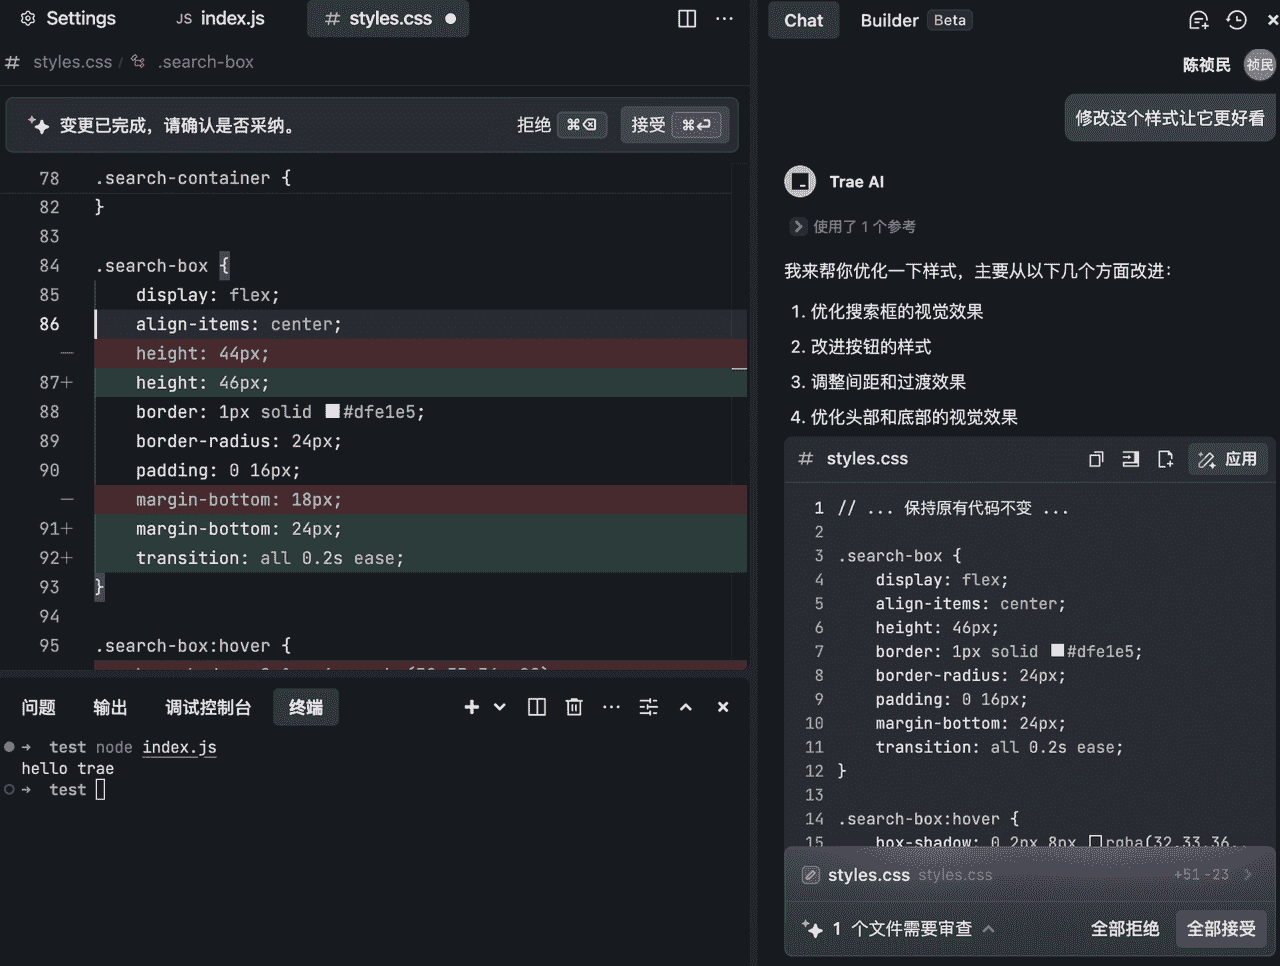 Settings
JS index.js
# styles.css
# styles.css / .search-box
变更已完成，请确认是否采纳。
拒绝
接受
78 .search-container {
82 }
83
84 .search-box {
85 display: flex;
86 align-items: center;
— height: 44px;
87+ height: 46px;
88 border: 1px solid #dfe1e5;
89 border-radius: 24px;
90 padding: 0 16px;
— margin-bottom: 18px;
91+ margin-bottom: 24px;
92+ transition: all 0.2s ease;
93 }
94
95 .search-box:hover {
问题 输出 调试控制台 终端
test node index.js
hello trae
test
Chat
Builder Beta
陈祯民
祯民
修改这个样式让它更好看
Trae AI
使用了 1 个参考
我来帮你优化一下样式，主要从以下几个方面改进：
1. 优化搜索框的视觉效果
2. 改进按钮的样式
3. 调整间距和过渡效果
4. 优化头部和底部的视觉效果
# styles.css
应用
1 // ... 保持原有代码不变 ...
2
3 .search-box {
4 display: flex;
5 align-items: center;
6 height: 46px;
7 border: 1px solid #dfe1e5;
8 border-radius: 24px;
9 padding: 0 16px;
10 margin-bottom: 24px;
11 transition: all 0.2s ease;
12 }
13
14 .search-box:hover {
15 box-shadow: 0 2px 8px rgba(32,33,36,.
styles.css styles.css +51 -23
1 个文件需要审查
全部拒绝
全部接受